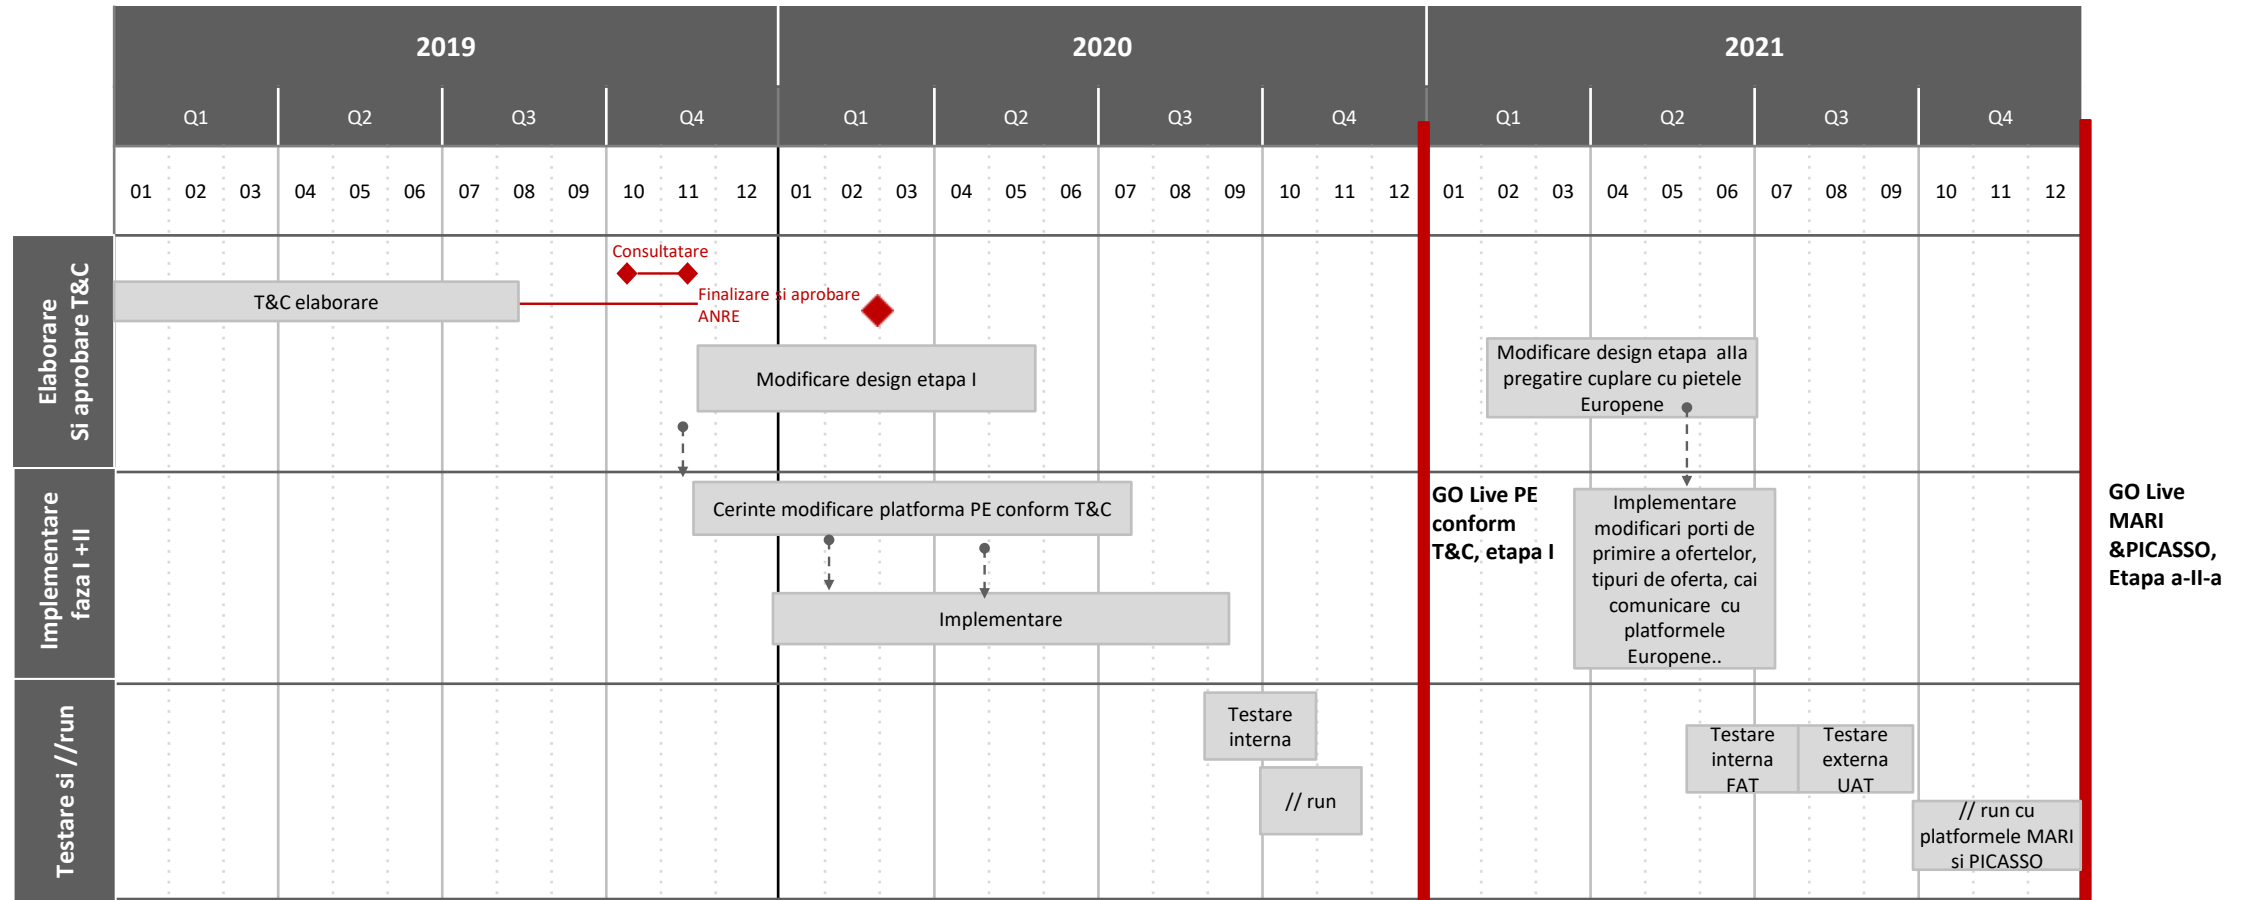 2019
2020
2021
Q1
Q2
Q3
Q4
Q1
Q2
Q3
Q4
Q1
Q2
Q3
Q4
01
02
03
04
05
06
07
08
09
10
11
12
01
02
03
04
05
06
07
08
09
10
11
12
01
02
03
04
05
06
07
08
09
10
11
12
Elaborare
Si aprobare T&C
Consultatare
T&C elaborare
Finalizare si aprobare
ANRE
Modificare design etapa I
Modificare design etapa aIIa
pregatire cuplare cu pietele
Europene
Implementare
faza I +II
Cerinte modificare platforma PE conform T&C
Implementare
GO Live PE
conform
T&C, etapa I
Implementare
modificari porti de
primire a ofertelor,
tipuri de oferta, cai
comunicare cu
platformele
Europene..
GO Live
MARI
&PICASSO,
Etapa a-II-a
Testare si //run
Testare
interna
// run
Testare
interna
FAT
Testare
externa
UAT
// run cu
platformele MARI
si PICASSO